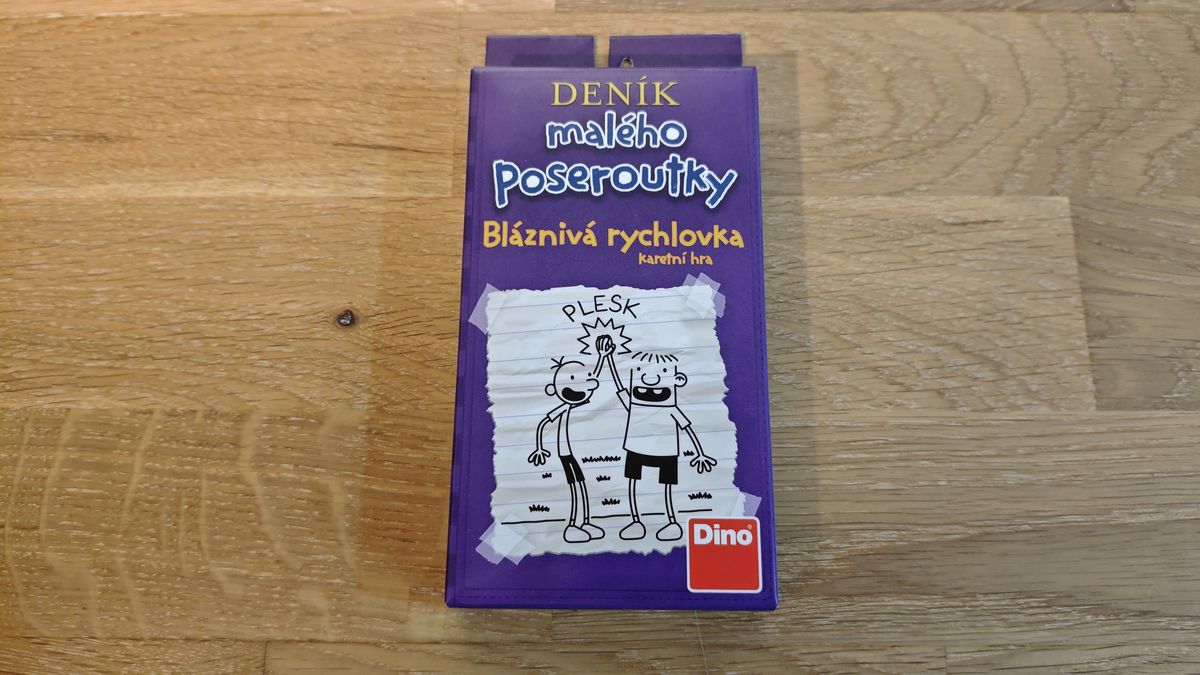 DENÍK
malého
poseroutky
Bláznivá rychlovka
karetní hra
PLESK
Dino®